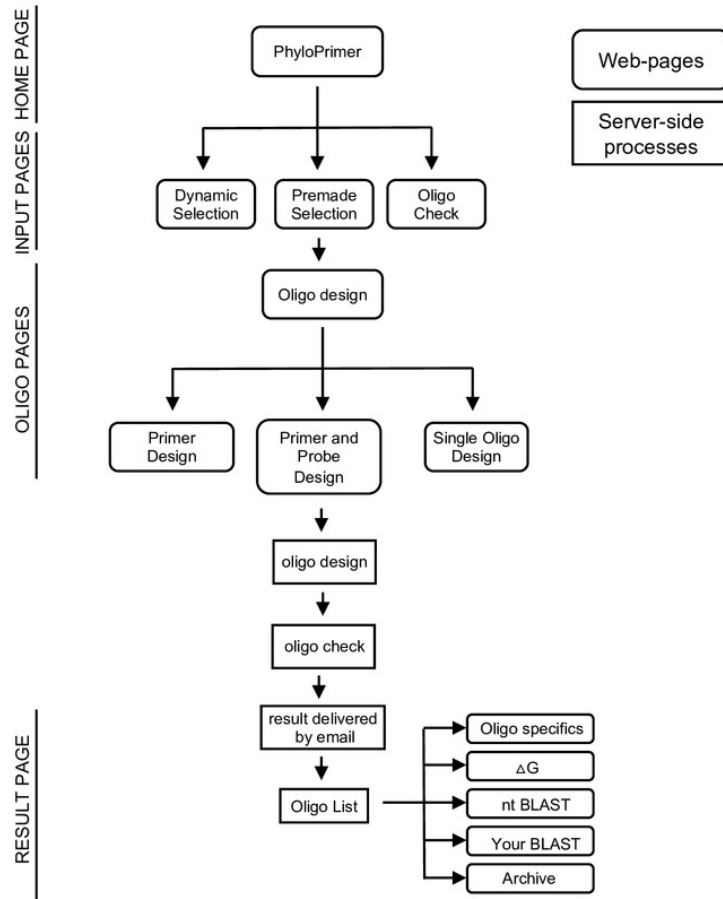 HOME PAGE
PhyloPrimer
Web-pages
Server-side
processes
INPUT PAGES
Dynamic
Selection
Premade
Selection
Oligo
Check
OLIGO PAGES
Oligo design
Primer
Design
Primer and
Probe
Design
Single Oligo
Design
oligo design
oligo check
RESULT PAGE
result delivered
by email
Oligo List
Oligo specifics
△G
nt BLAST
Your BLAST
Archive